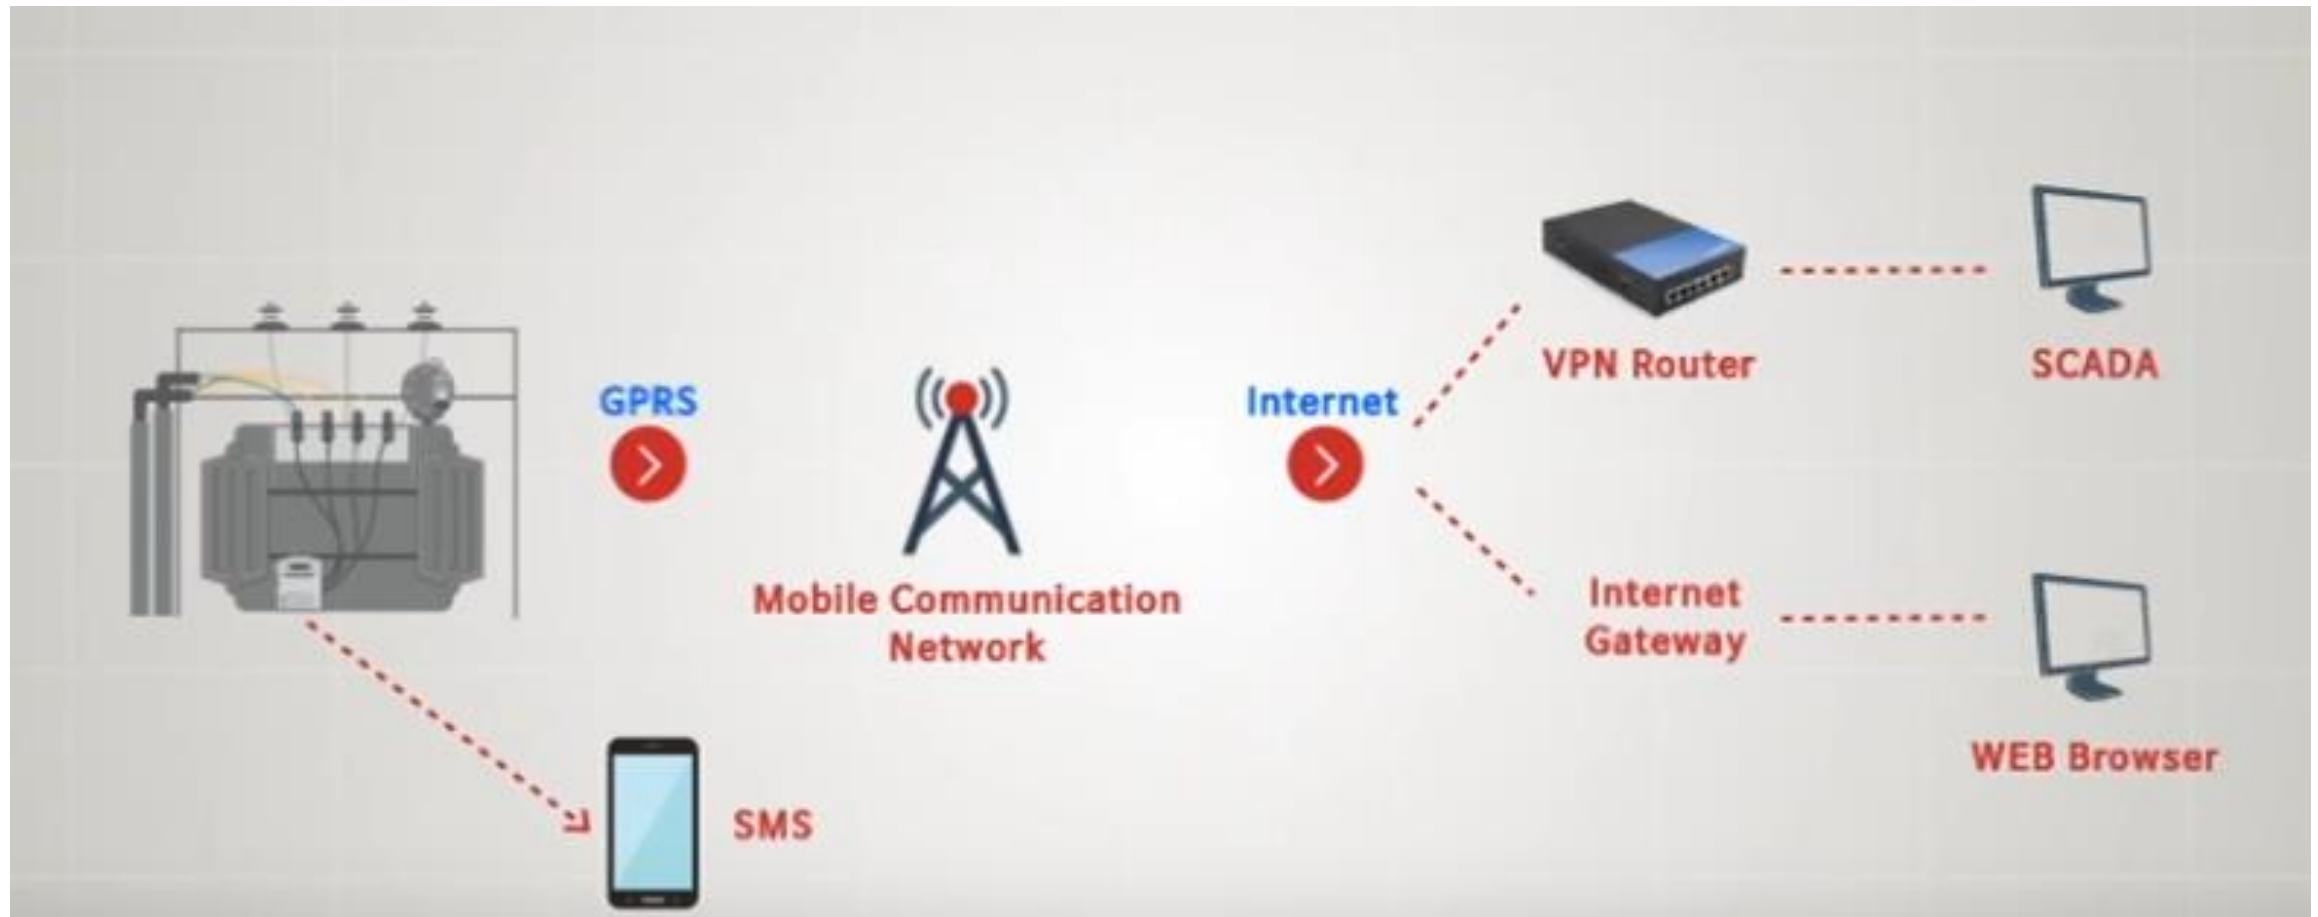 GPRS
Mobile Communication
Network
SMS
Internet
VPN Router
SCADA
Internet
Gateway
WEB Browser